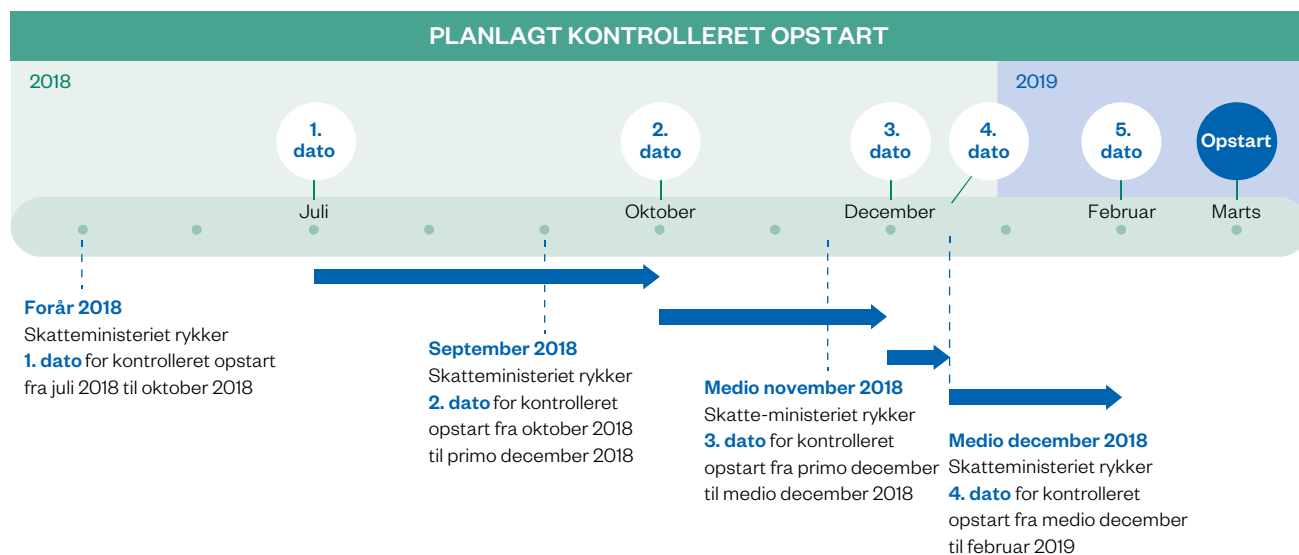 PLANLAGT KONTROLLERET OPSTART
2018
2019
1.
dato
2.
dato
3.
dato
4.
dato
5.
dato
Opstart
Juli
Oktober
December
Februar
Marts
Forår 2018
Skatteministeriet rykker
1. dato for kontrolleret opstart
fra juli 2018 til oktober 2018
September 2018
Skatteministeriet rykker
2. dato for kontrolleret
opstart fra oktober 2018
til primo december 2018
Medio november 2018
Skatte-ministeriet rykker
3. dato for kontrolleret
opstart fra primo december
til medio december 2018
Medio december 2018
Skatteministeriet rykker
4. dato for kontrolleret
opstart fra medio december
til februar 2019